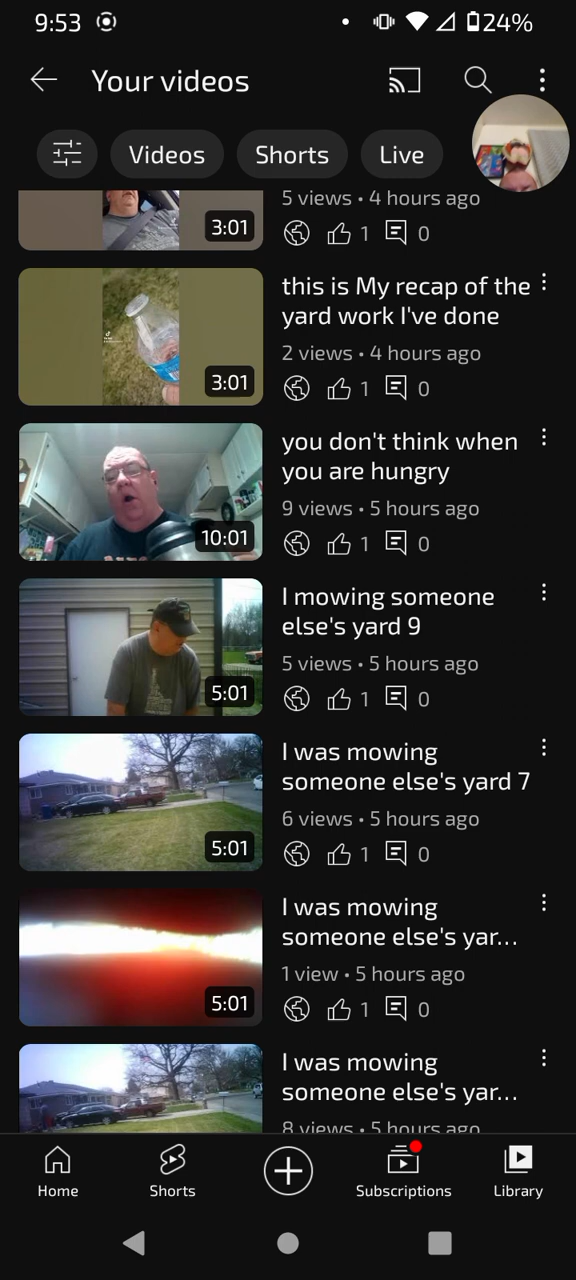 9:53
24%
Your videos
Videos
Shorts
Live
5 views • 4 hours ago
3:01
1
0
this is My recap of the
yard work I've done
2 views • 4 hours ago
3:01
1
0
you don't think when
you are hungry
9 views • 5 hours ago
10:01
1
0
I mowing someone
else's yard 9
5 views • 5 hours ago
5:01
1
0
I was mowing
someone else's yard 7
6 views • 5 hours ago
5:01
1
0
I was mowing
someone else's yar...
1 view • 5 hours ago
5:01
1
0
I was mowing
someone else's yar...
8 views • 5 hours ago
Home
Shorts
Subscriptions
Library